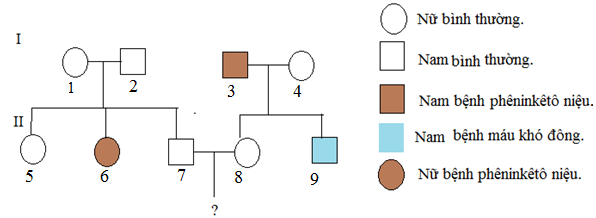 I
1
2
3
4
II
5
6
7
8
9
?
Nữ bình thường.
Nam bình thường.
Nam bệnh phêninkêtô niệu.
Nam bệnh máu khó đông.
Nữ bệnh phêninkêtô niệu.